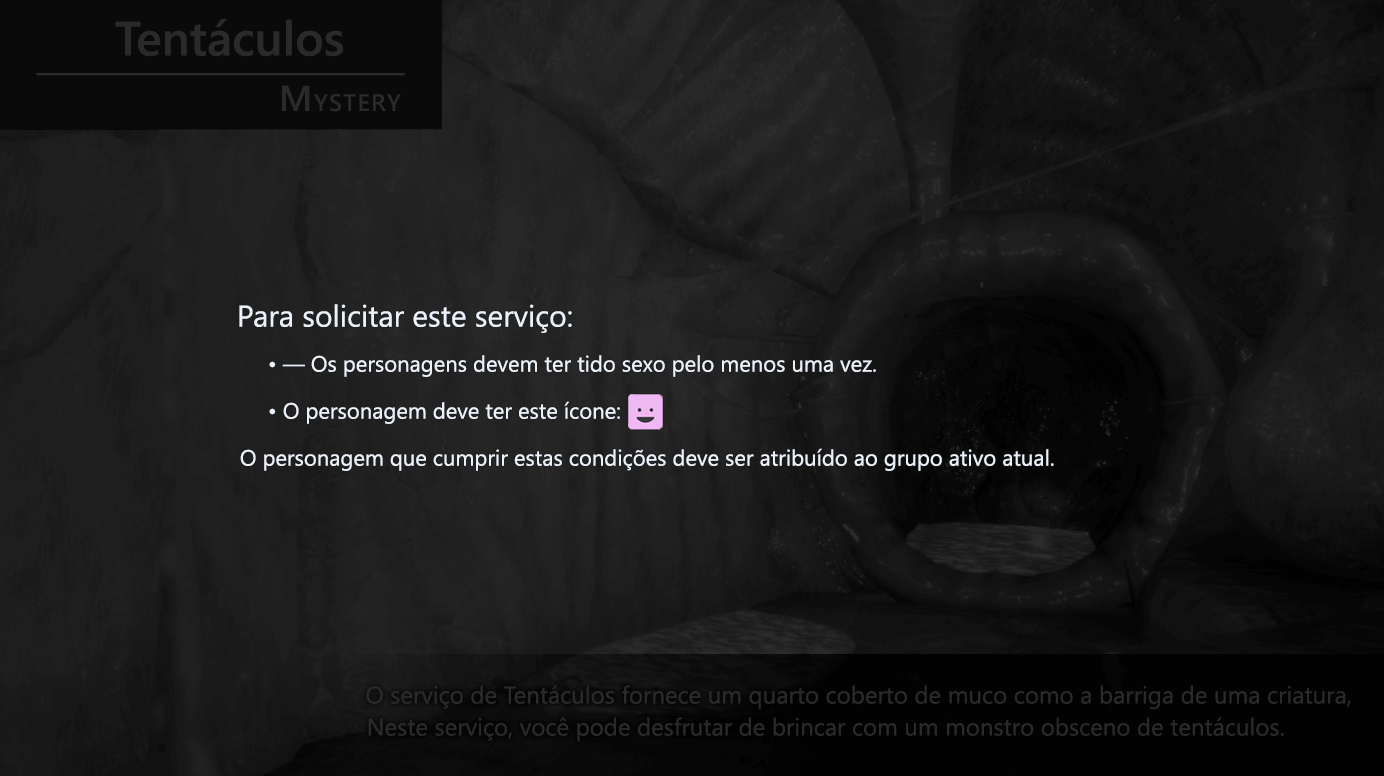 Tentáculos
MYSTERY
Para solicitar este serviço:
• — Os personagens devem ter tido sexo pelo menos uma vez.
• O personagem deve ter este ícone:
O personagem que cumprir estas condições deve ser atribuído ao grupo ativo atual.
O serviço de Tentáculos fornece um quarto coberto de muco como a barriga de uma criatura,
Neste serviço, você pode desfrutar de brincar com um monstro obsceno de tentáculos.